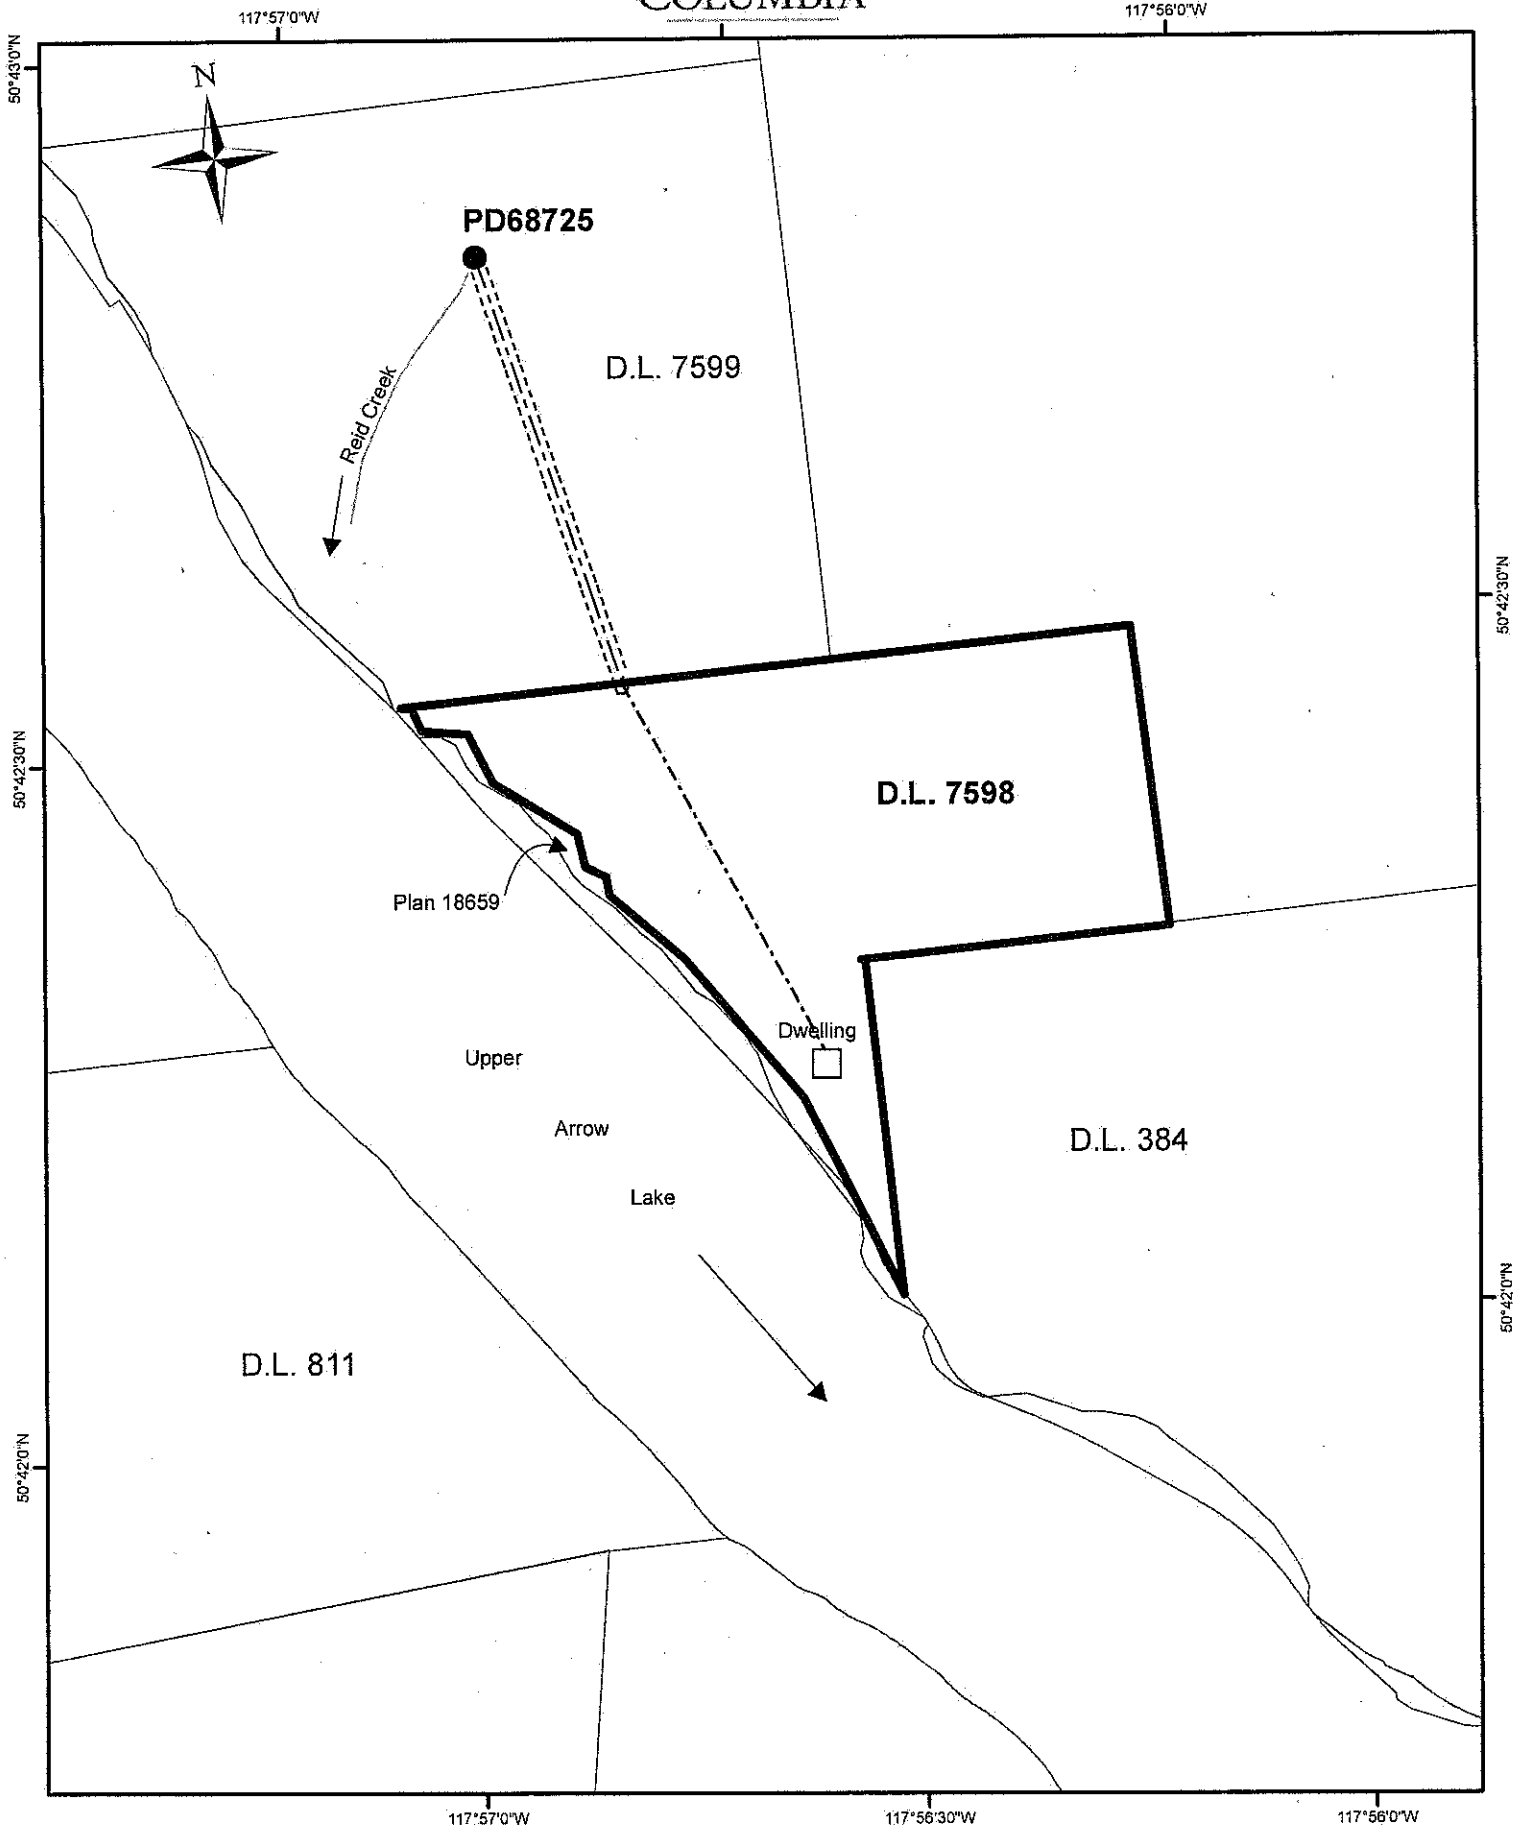 COLUMBIA
117°57'0"W
117°56'0"W
50°43'0"N
N
PD68725
D.L. 7599
Reid Creek
50°42'30"N
50°42'30"N
D.L. 7598
Plan 18659
Dwelling
Upper
Arrow
Lake
D.L. 384
50°42'0"N
D.L. 811
50°42'0"N
117°57'0"W
117°56'30"W
117°56'0"W